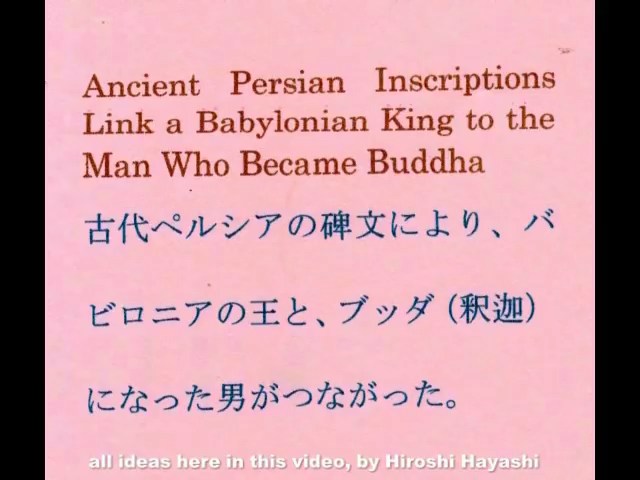 Ancient Persian Inscriptions
Link a Babylonian King to the
Man Who Became Buddha
古代ペルシアの碑文により、バ
ビロニアの王と、ブッダ（釈迦）
になった男がつながった。
all ideas here in this video, by Hiroshi Hayashi